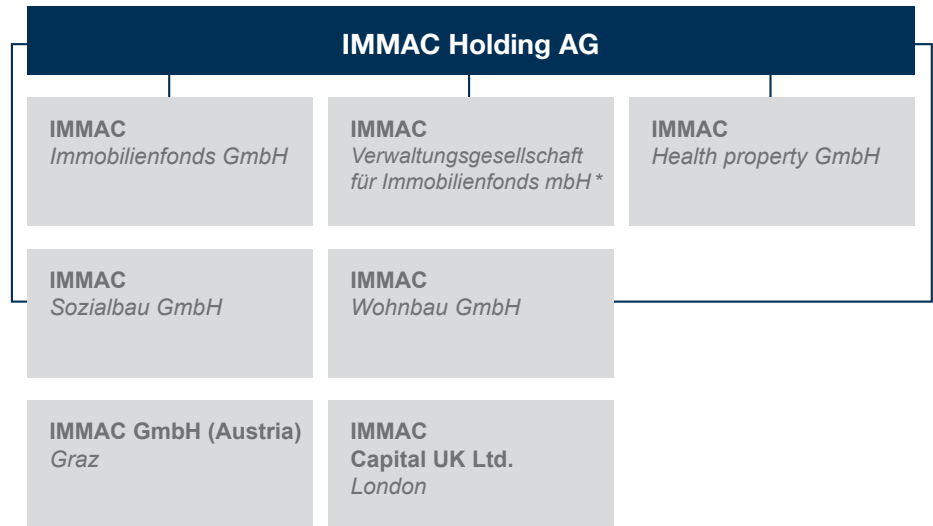 IMMAC Holding AG
IMMAC
Immobilienfonds GmbH
IMMAC
Verwaltungsgesellschaft
für Immobilienfonds mbH *
IMMAC
Health property GmbH
IMMAC
Sozialbau GmbH
IMMAC
Wohnbau GmbH
IMMAC GmbH (Austria)
Graz
IMMAC
Capital UK Ltd.
London